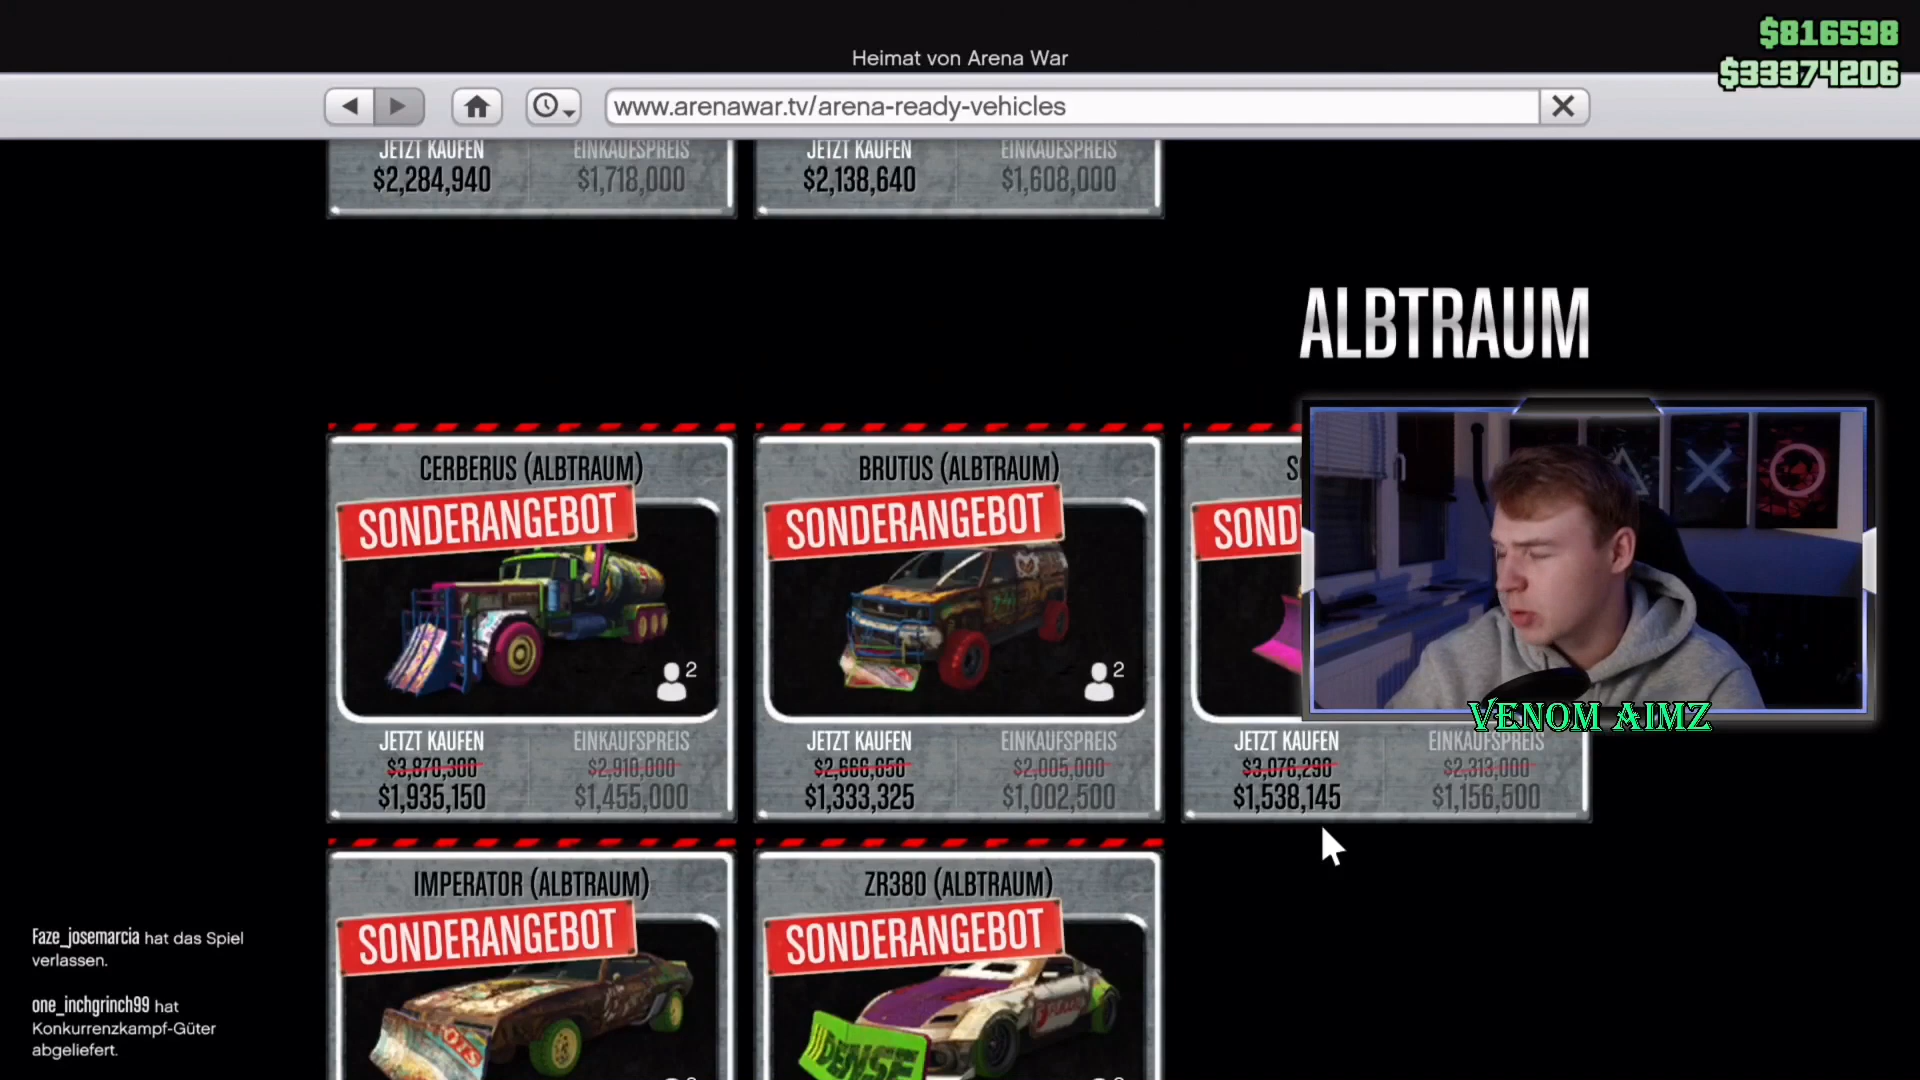 $816598
Heimat von Arena War
$33374206
www.arenawar.tv/arena-ready-vehicles
JETZT KAUFEN EINKAUFSPREIS
$2,284,940 $1,718,000
JETZT KAUFEN EINKAUFSPREIS
$2,138,640 $1,608,000
ALBTRAUM
CERBERUS (ALBTRAUM)
SONDERANGEBOT
2
JETZT KAUFEN EINKAUFSPREIS
$3,870,300 $2,910,000
$1,935,150 $1,455,000
BRUTUS (ALBTRAUM)
SONDERANGEBOT
2
JETZT KAUFEN EINKAUFSPREIS
$2,666,650 $2,005,000
$1,333,325 $1,002,500
VENOM AIMZ
JETZT KAUFEN EINKAUFSPREIS
$3,076,290 $2,313,000
$1,538,145 $1,156,500
IMPERATOR (ALBTRAUM)
SONDERANGEBOT
ZR380 (ALBTRAUM)
SONDERANGEBOT
DENSE
Faze_josemarcia hat das Spiel
verlassen.
one_inchgrinch99 hat
Konkurrenzkampf-Güter
abgeliefert.